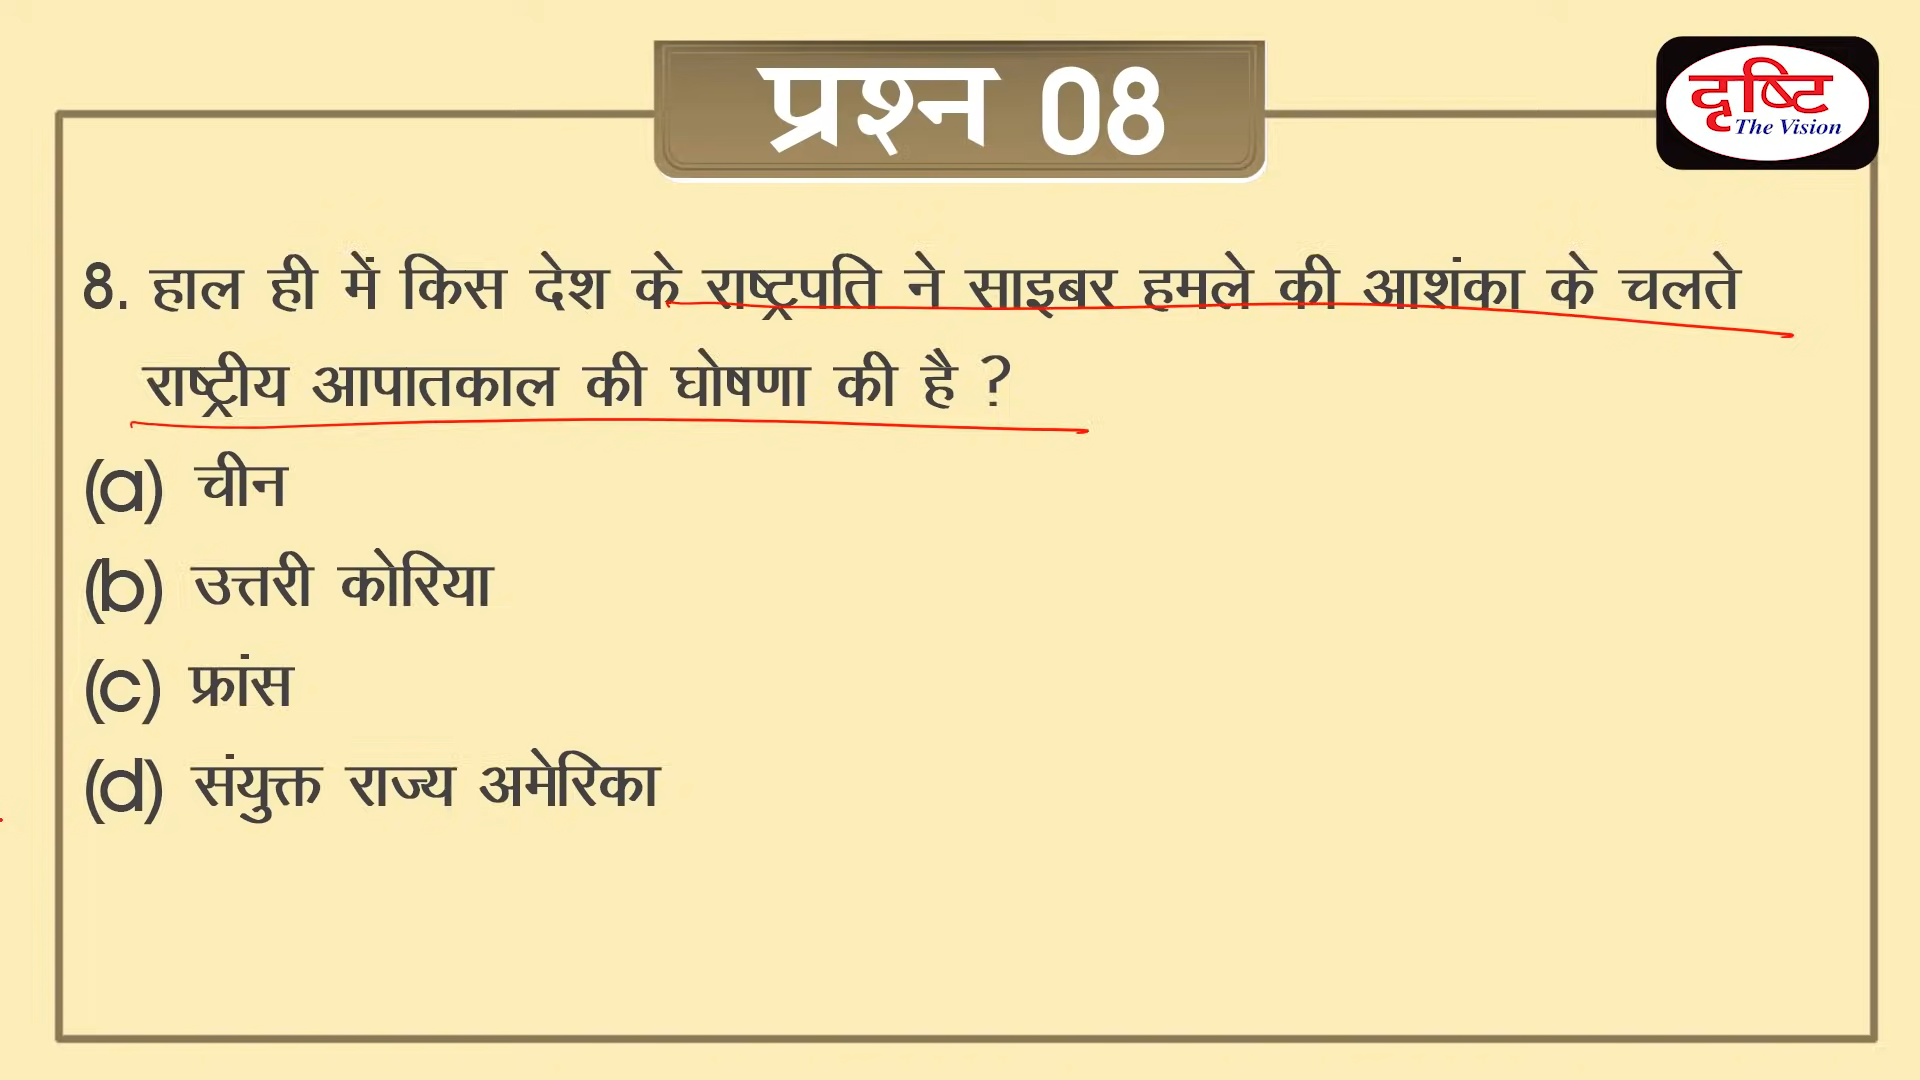 प्रश्न 08
दृष्टि
The Vision
8. हाल ही में किस देश के राष्ट्रपति ने साइबर हमले की आशंका के चलते
राष्ट्रीय आपातकाल की घोषणा की है ?
(a) चीन
(b) उत्तरी कोरिया
(c) फ्रांस
(d) संयुक्त राज्य अमेरिका